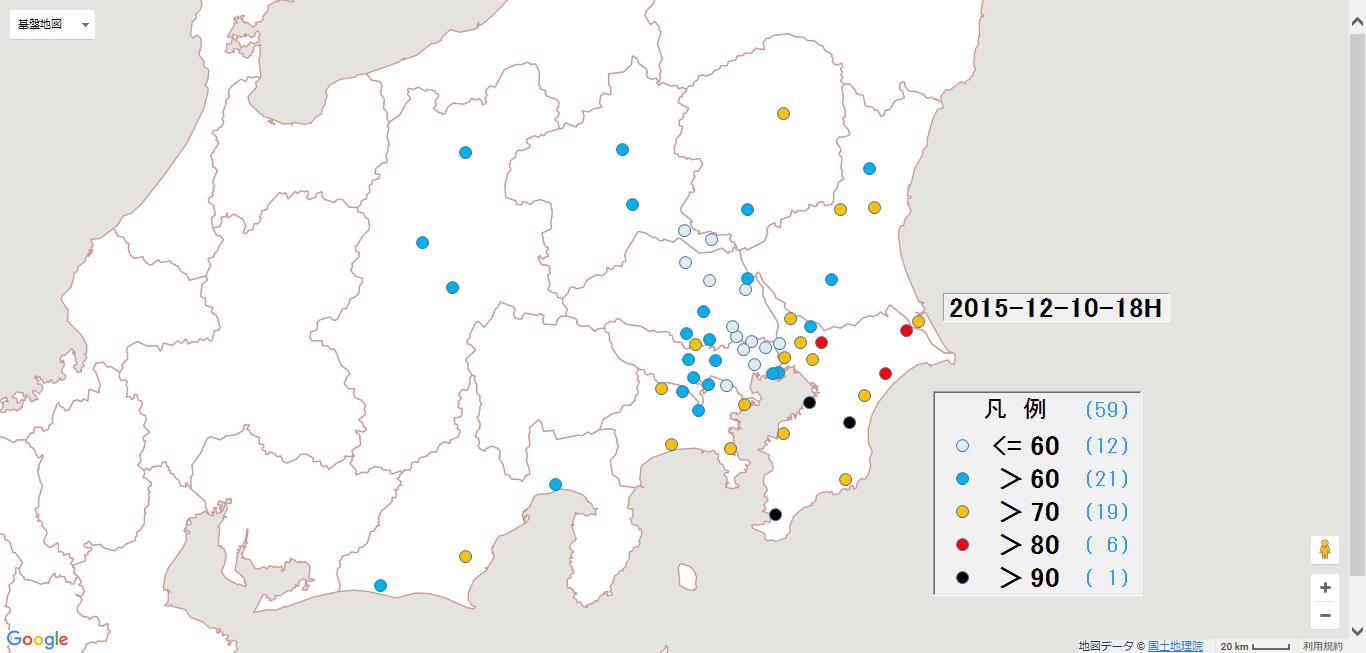 基盤地図
2015-12-10-18H
凡 例 (59)
<= 60 (12)
> 60 (21)
> 70 (19)
> 80 ( 6)
> 90 ( 1)
+
−
Google
地図データ © 国土地理院 20 km 利用規約